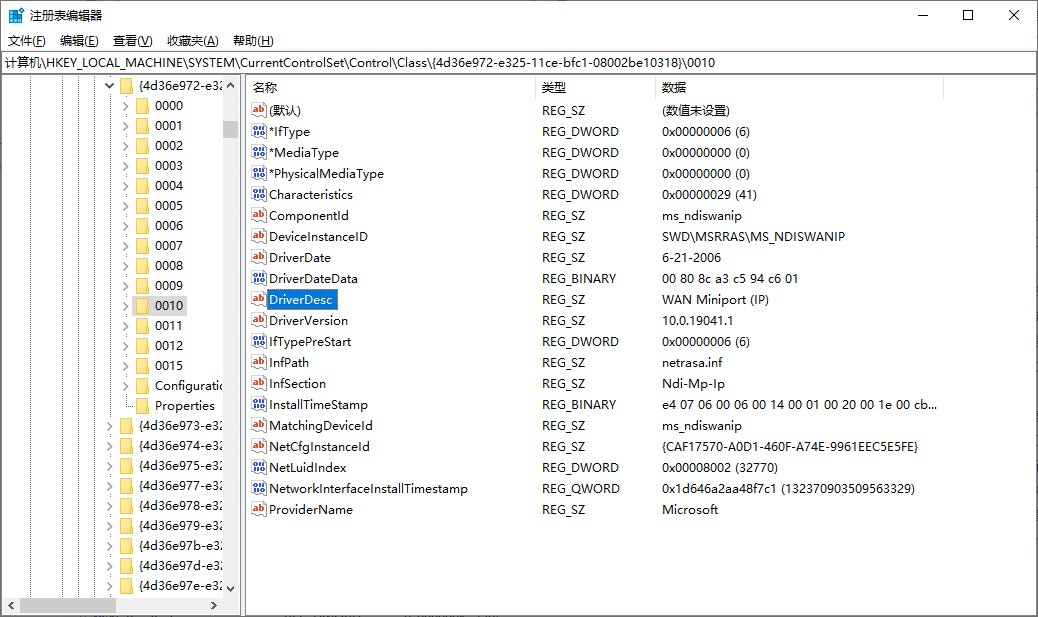 注册表编辑器
文件(F) 编辑(E) 查看(V) 收藏夹(A) 帮助(H)
计算机\HKEY_LOCAL_MACHINE\SYSTEM\CurrentControlSet\Control\Class\{4d36e972-e325-11ce-bfc1-08002be10318}\0010
{4d36e972-e32
0000
0001
0002
0003
0004
0005
0006
0007
0008
0009
0010
0011
0012
0015
Configuratic
Properties
{4d36e973-e32
{4d36e974-e32
{4d36e975-e32
{4d36e977-e32
{4d36e978-e32
{4d36e979-e32
{4d36e97b-e32
{4d36e97d-e32
{4d36e97e-e32
名称 类型 数据
(默认) REG_SZ (数值未设置)
*IfType REG_DWORD 0x00000006 (6)
*MediaType REG_DWORD 0x00000000 (0)
*PhysicalMediaType REG_DWORD 0x00000000 (0)
Characteristics REG_DWORD 0x00000029 (41)
ComponentId REG_SZ ms_ndiswanip
DeviceInstanceID REG_SZ SWD\MSRRAS\MS_NDISWANIP
DriverDate REG_SZ 6-21-2006
DriverDateData REG_BINARY 00 80 8c a3 c5 94 c6 01
DriverDesc REG_SZ WAN Miniport (IP)
DriverVersion REG_SZ 10.0.19041.1
IfTypePreStart REG_DWORD 0x00000006 (6)
InfPath REG_SZ netrasa.inf
InfSection REG_SZ Ndi-Mp-Ip
InstallTimeStamp REG_BINARY e4 07 06 00 06 00 14 00 01 00 20 00 1e 00 cb...
MatchingDeviceId REG_SZ ms_ndiswanip
NetCfgInstanceId REG_SZ {CAF17570-A0D1-460F-A74E-9961EEC5E5FE}
NetLuidIndex REG_DWORD 0x00008002 (32770)
NetworkInterfaceInstallTimestamp REG_QWORD 0x1d646a2aa48f7c1 (132370903509563329)
ProviderName REG_SZ Microsoft